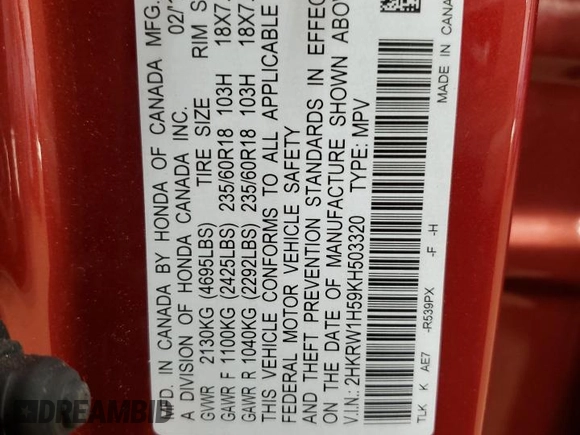 MFD. IN CANADA BY HONDA OF CANADA MFG.
A DIVISION OF HONDA CANADA INC. 02/
GVWR 2130KG (4695LBS) TIRE SIZE RIM S
GAWR F 1100KG (2425LBS) 235/60R18 103H 18X7.
GAWR R 1040KG (2292LBS) 235/60R18 103H 18X7.
THIS VEHICLE CONFORMS TO ALL APPLICABLE
FEDERAL MOTOR VEHICLE SAFETY
AND THEFT PREVENTION STANDARDS IN EFFEC
ON THE DATE OF MANUFACTURE SHOWN ABOV
V.I.N.: 2HKRW1H59KH503320 TYPE: MPV
MADE IN CANA
TLK K AE7 -R539PX -F -H
DREAMBID